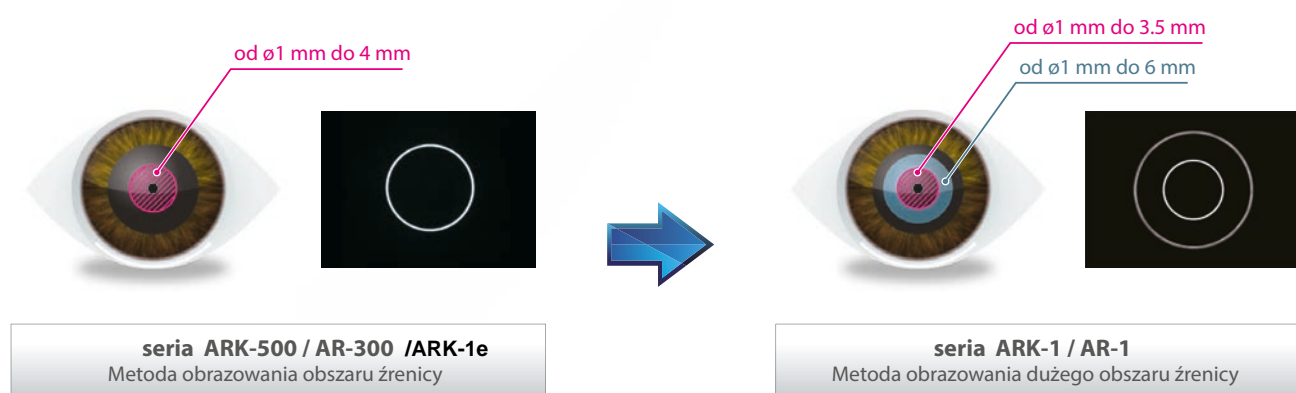 od ø1 mm do 4 mm
od ø1 mm do 3.5 mm
od ø1 mm do 6 mm
seria ARK-500 / AR-300 /ARK-1e
Metoda obrazowania obszaru źrenicy
seria ARK-1 / AR-1
Metoda obrazowania dużego obszaru źrenicy